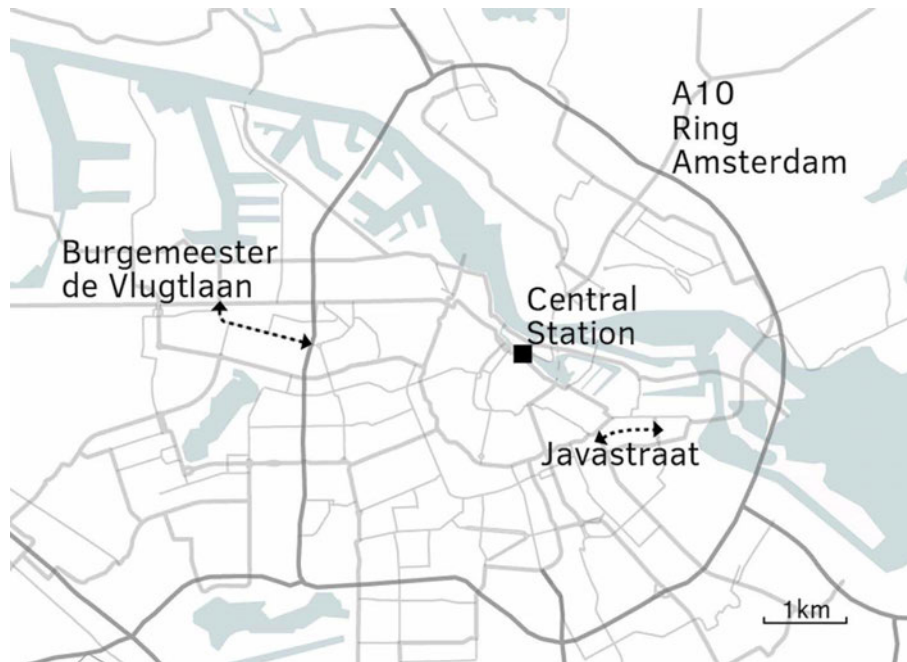 A10
Ring
Amsterdam
Burgemeester
de Vlugtlaan
Central
Station
Javastraat
1km